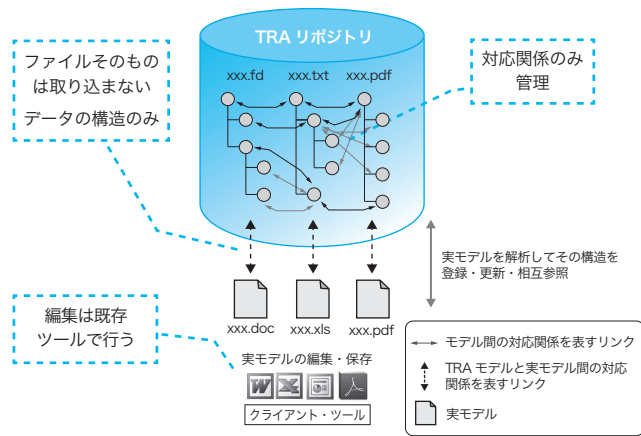 TRA リポジトリ
ファイルそのもの
は取り込まない
データの構造のみ
xxx.fd
xxx.txt
xxx.pdf
対応関係のみ
管理
実モデルを解析してその構造を
登録・更新・相互参照
編集は既存
ツールで行う
xxx.doc
xxx.xls
xxx.pdf
実モデルの編集・保存
クライアント・ツール
モデル間の対応関係を表すリンク
TRA モデルと実モデル間の対応
関係を表すリンク
実モデル